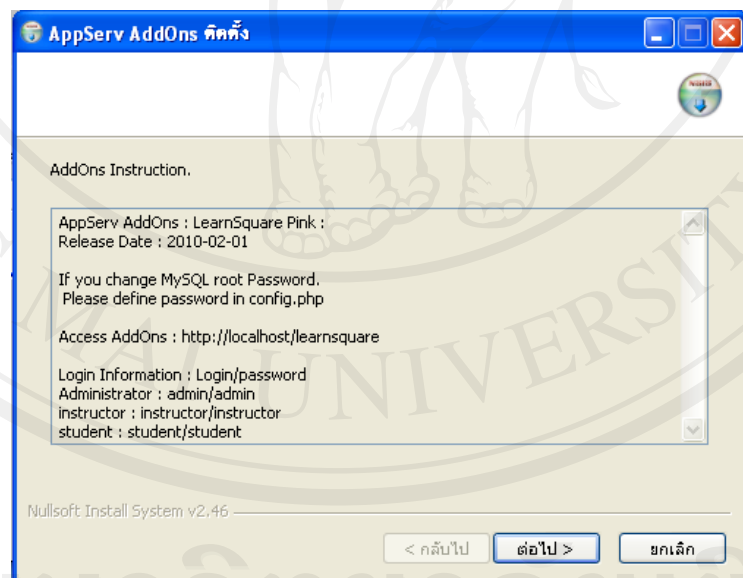 AppServ AddOns ติดตั้ง
AddOns Instruction.
AppServ AddOns : LearnSquare Pink :
Release Date : 2010-02-01
If you change MySQL root Password.
Please define password in config.php
Access AddOns : http://localhost/learnsquare
Login Information : Login/password
Administrator : admin/admin
instructor : instructor/instructor
student : student/student
Nullsoft Install System v2.46
< กลับไป
ต่อไป >
ยกเลิก